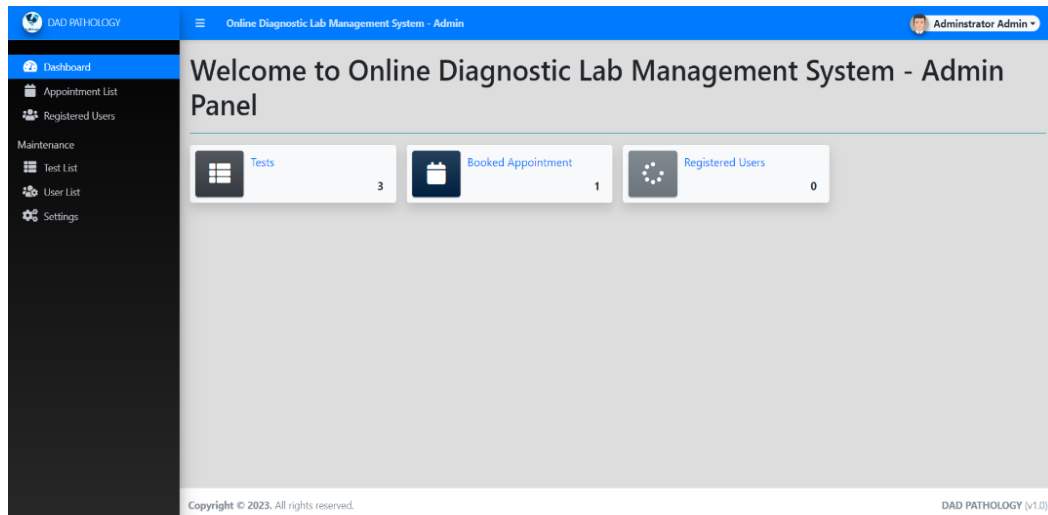 DAD PATHOLOGY
Online Diagnostic Lab Management System - Admin
Adminstrator Admin
Dashboard
Appointment List
Registered Users
Maintenance
Test List
User List
Settings
Welcome to Online Diagnostic Lab Management System - Admin
Panel
Tests
3
Booked Appointment
1
Registered Users
0
Copyright © 2023. All rights reserved.
DAD PATHOLOGY (v1.0)